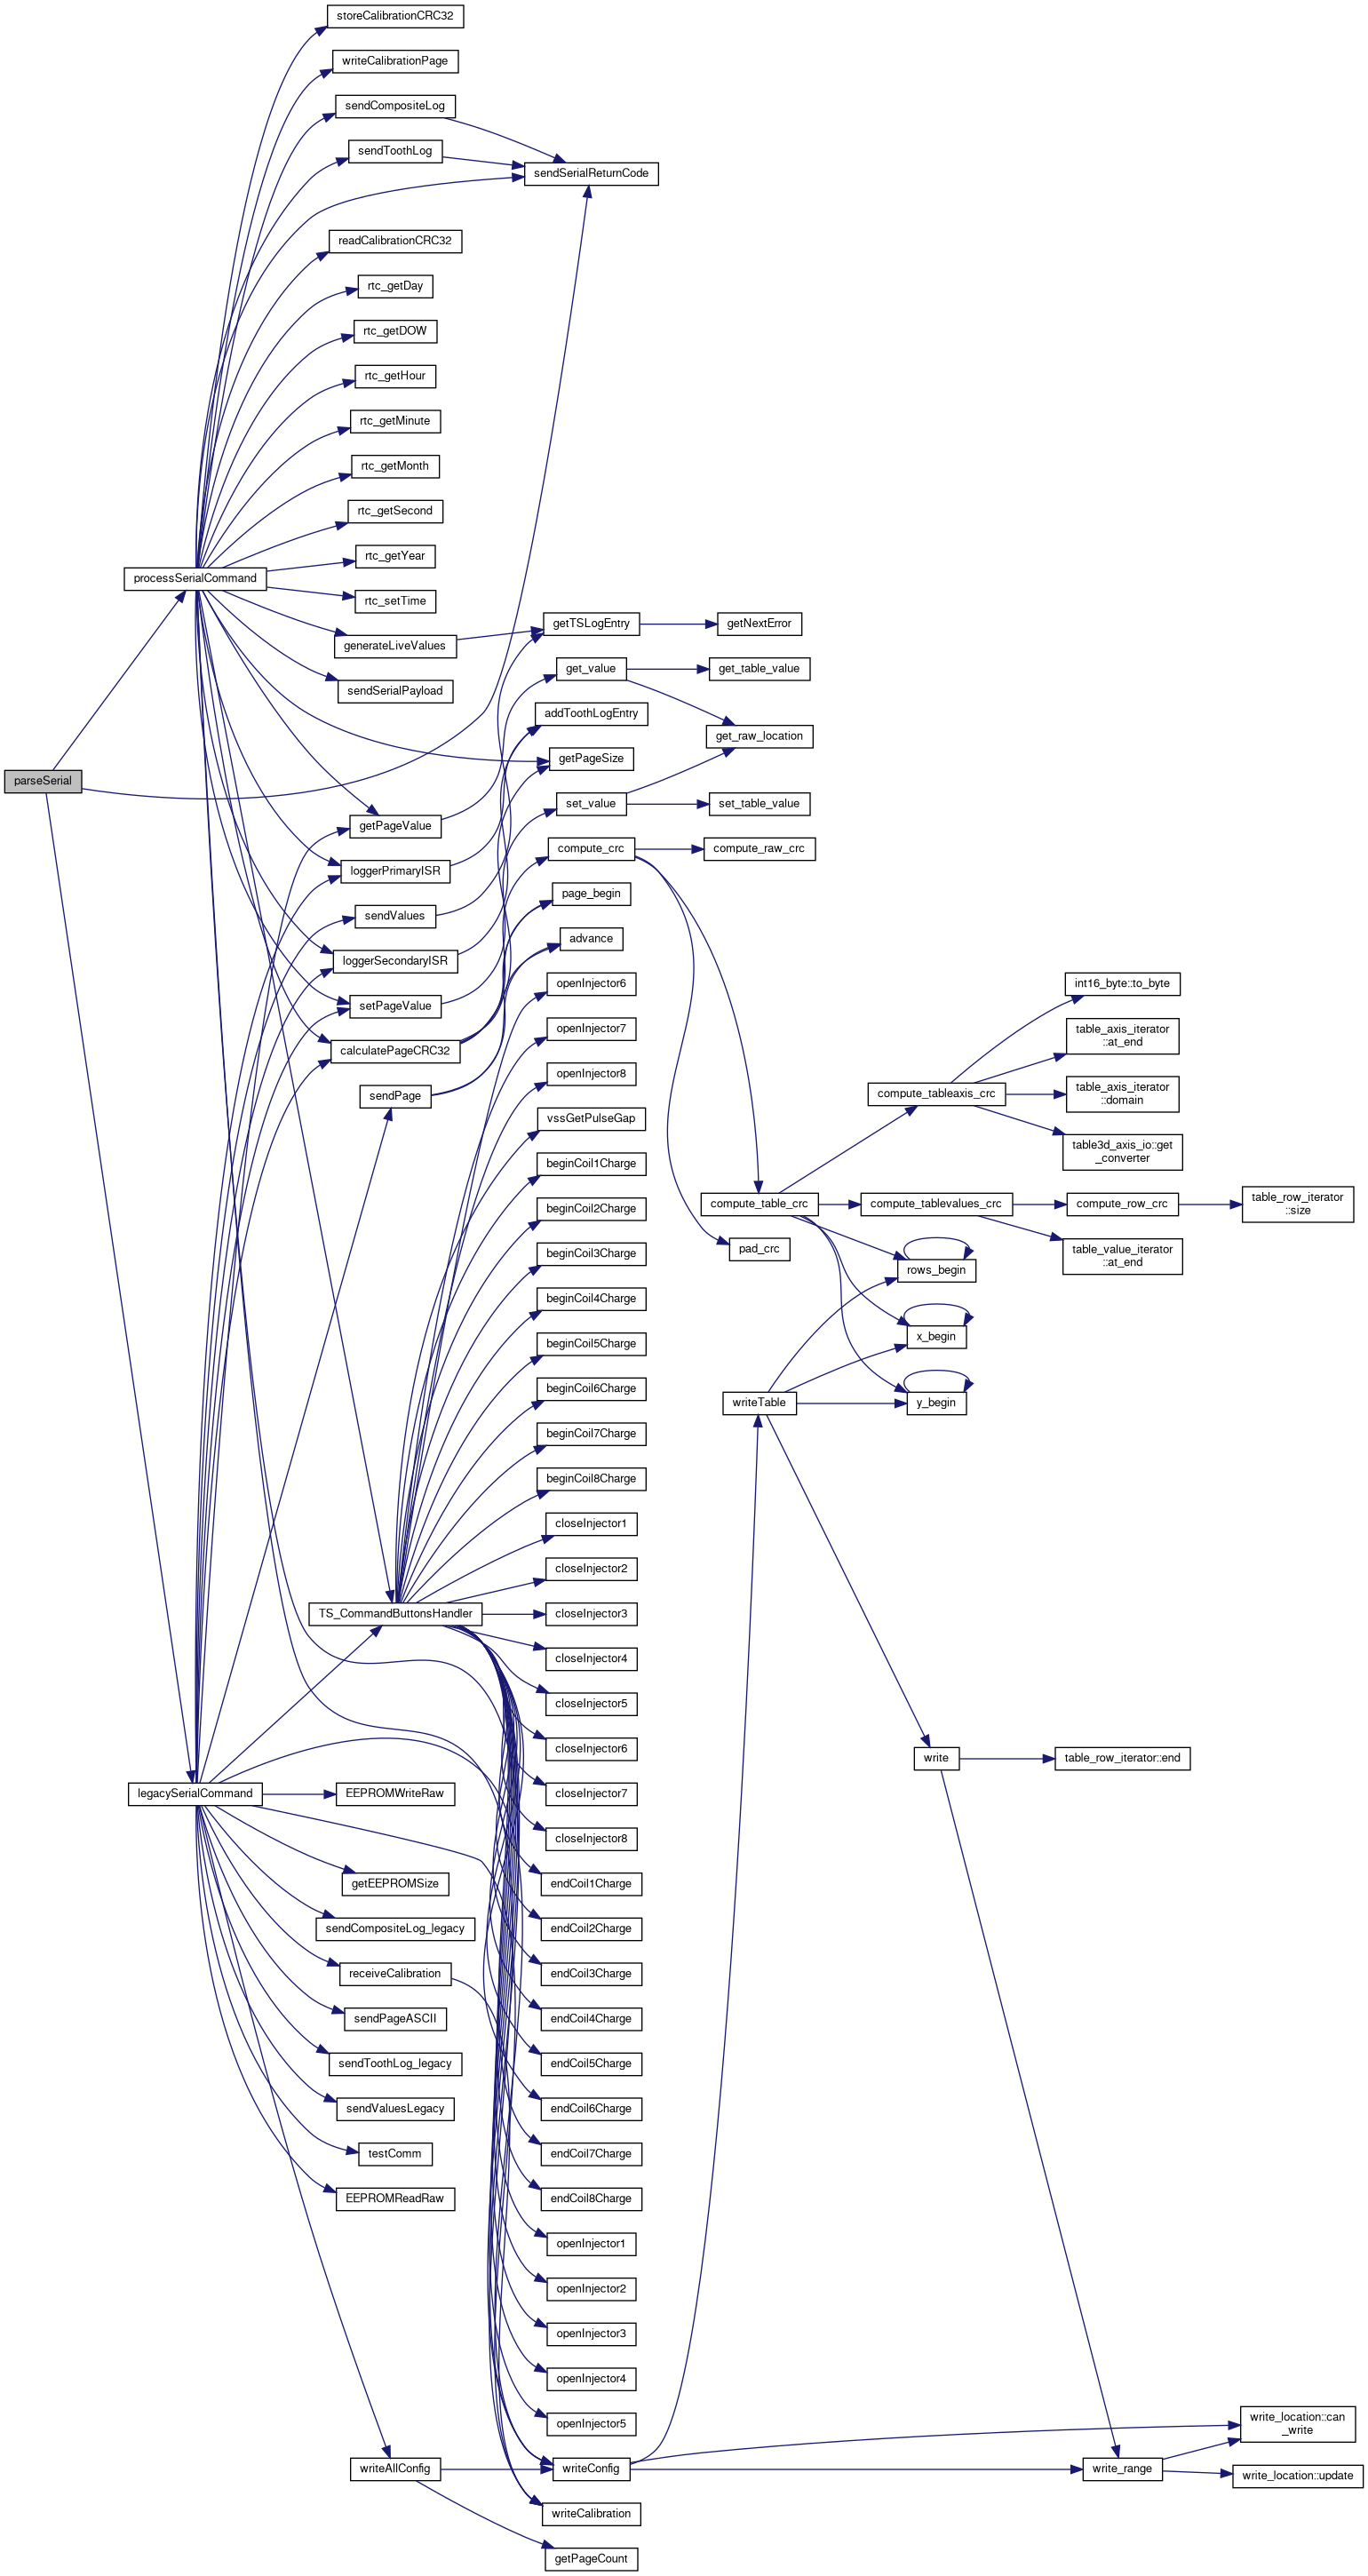 storeCalibrationCRC32
writeCalibrationPage
sendCompositeLog
sendToothLog
sendSerialReturnCode
readCalibrationCRC32
rtc_getDay
rtc_getDOW
rtc_getHour
rtc_getMinute
rtc_getMonth
rtc_getSecond
rtc_getYear
processSerialCommand
rtc_setTime
getTSLogEntry
getNextError
generateLiveValues
get_value
get_table_value
sendSerialPayload
addToothLogEntry
get_raw_location
getPageSize
parseSerial
set_value
set_table_value
getPageValue
compute_crc
compute_raw_crc
loggerPrimaryISR
page_begin
sendValues
advance
loggerSecondaryISR
openInjector6
int16_byte::to_byte
setPageValue
openInjector7
table_axis_iterator
::at_end
calculatePageCRC32
openInjector8
sendPage
compute_tableaxis_crc
table_axis_iterator
::domain
vssGetPulseGap
table3d_axis_io::get
_converter
beginCoil1Charge
beginCoil2Charge
compute_table_crc
compute_tablevalues_crc
compute_row_crc
table_row_iterator
::size
beginCoil3Charge
pad_crc
rows_begin
table_value_iterator
::at_end
beginCoil4Charge
x_begin
beginCoil5Charge
beginCoil6Charge
writeTable
y_begin
beginCoil7Charge
beginCoil8Charge
closeInjector1
closeInjector2
TS_CommandButtonsHandler
closeInjector3
closeInjector4
closeInjector5
closeInjector6
write
table_row_iterator::end
legacySerialCommand
EEPROMWriteRaw
closeInjector7
closeInjector8
getEEPROMSize
endCoil1Charge
sendCompositeLog_legacy
endCoil2Charge
receiveCalibration
endCoil3Charge
sendPageASCII
endCoil4Charge
sendToothLog_legacy
endCoil5Charge
sendValuesLegacy
endCoil6Charge
testComm
endCoil7Charge
EEPROMReadRaw
endCoil8Charge
openInjector1
openInjector2
openInjector3
openInjector4
openInjector5
write_location::can
_write
writeAllConfig
writeConfig
write_range
write_location::update
writeCalibration
getPageCount